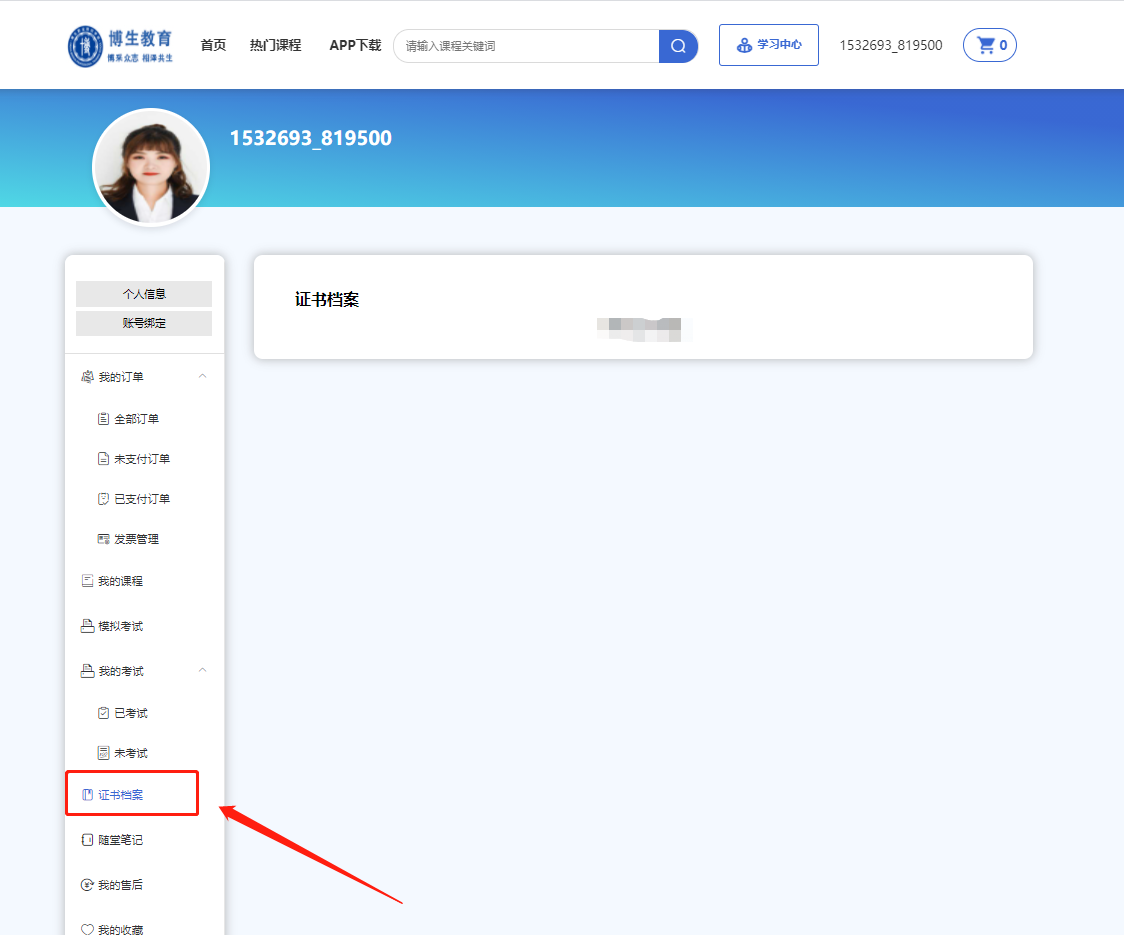 博生教育
博采众志 相泽共生
首页
热门课程
APP下载
请输入课程关键词
学习中心
1532693_819500
0
1532693_819500
个人信息
账号绑定
我的订单
全部订单
未支付订单
已支付订单
发票管理
我的课程
模拟考试
我的考试
已考试
未考试
证书档案
随堂笔记
我的售后
我的收藏
证书档案